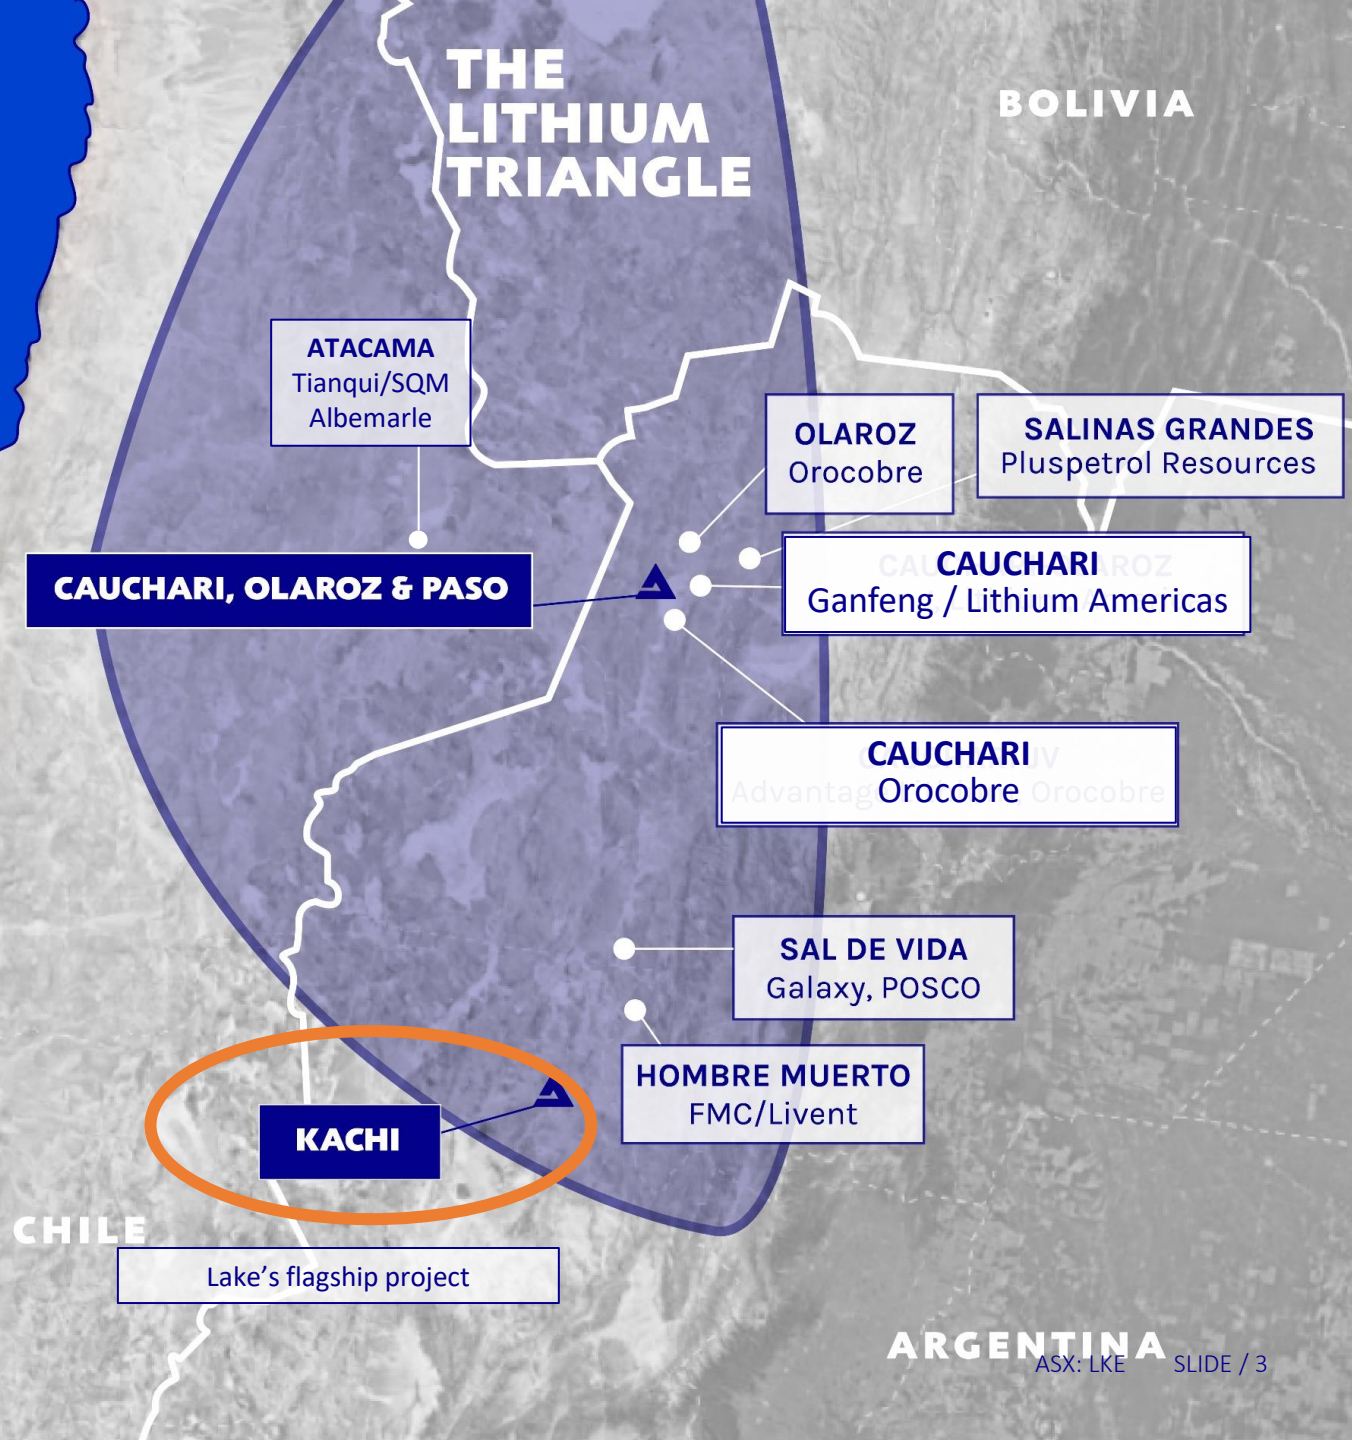 THE
LITHIUM
TRIANGLE
BOLIVIA
ATACAMA
Tianqui/SQM
Albemarle
OLAROZ
Orocobre
SALINAS GRANDES
Pluspetrol Resources
CAUCHARI, OLAROZ & PASO
CAUCHARI
Ganfeng / Lithium Americas
CAUCHARI
Orocobre
SAL DE VIDA
Galaxy, POSCO
HOMBRE MUERTO
FMC/Livent
KACHI
CHILE
Lake’s flagship project
ARGENTINA
ASX: LKE SLIDE / 3